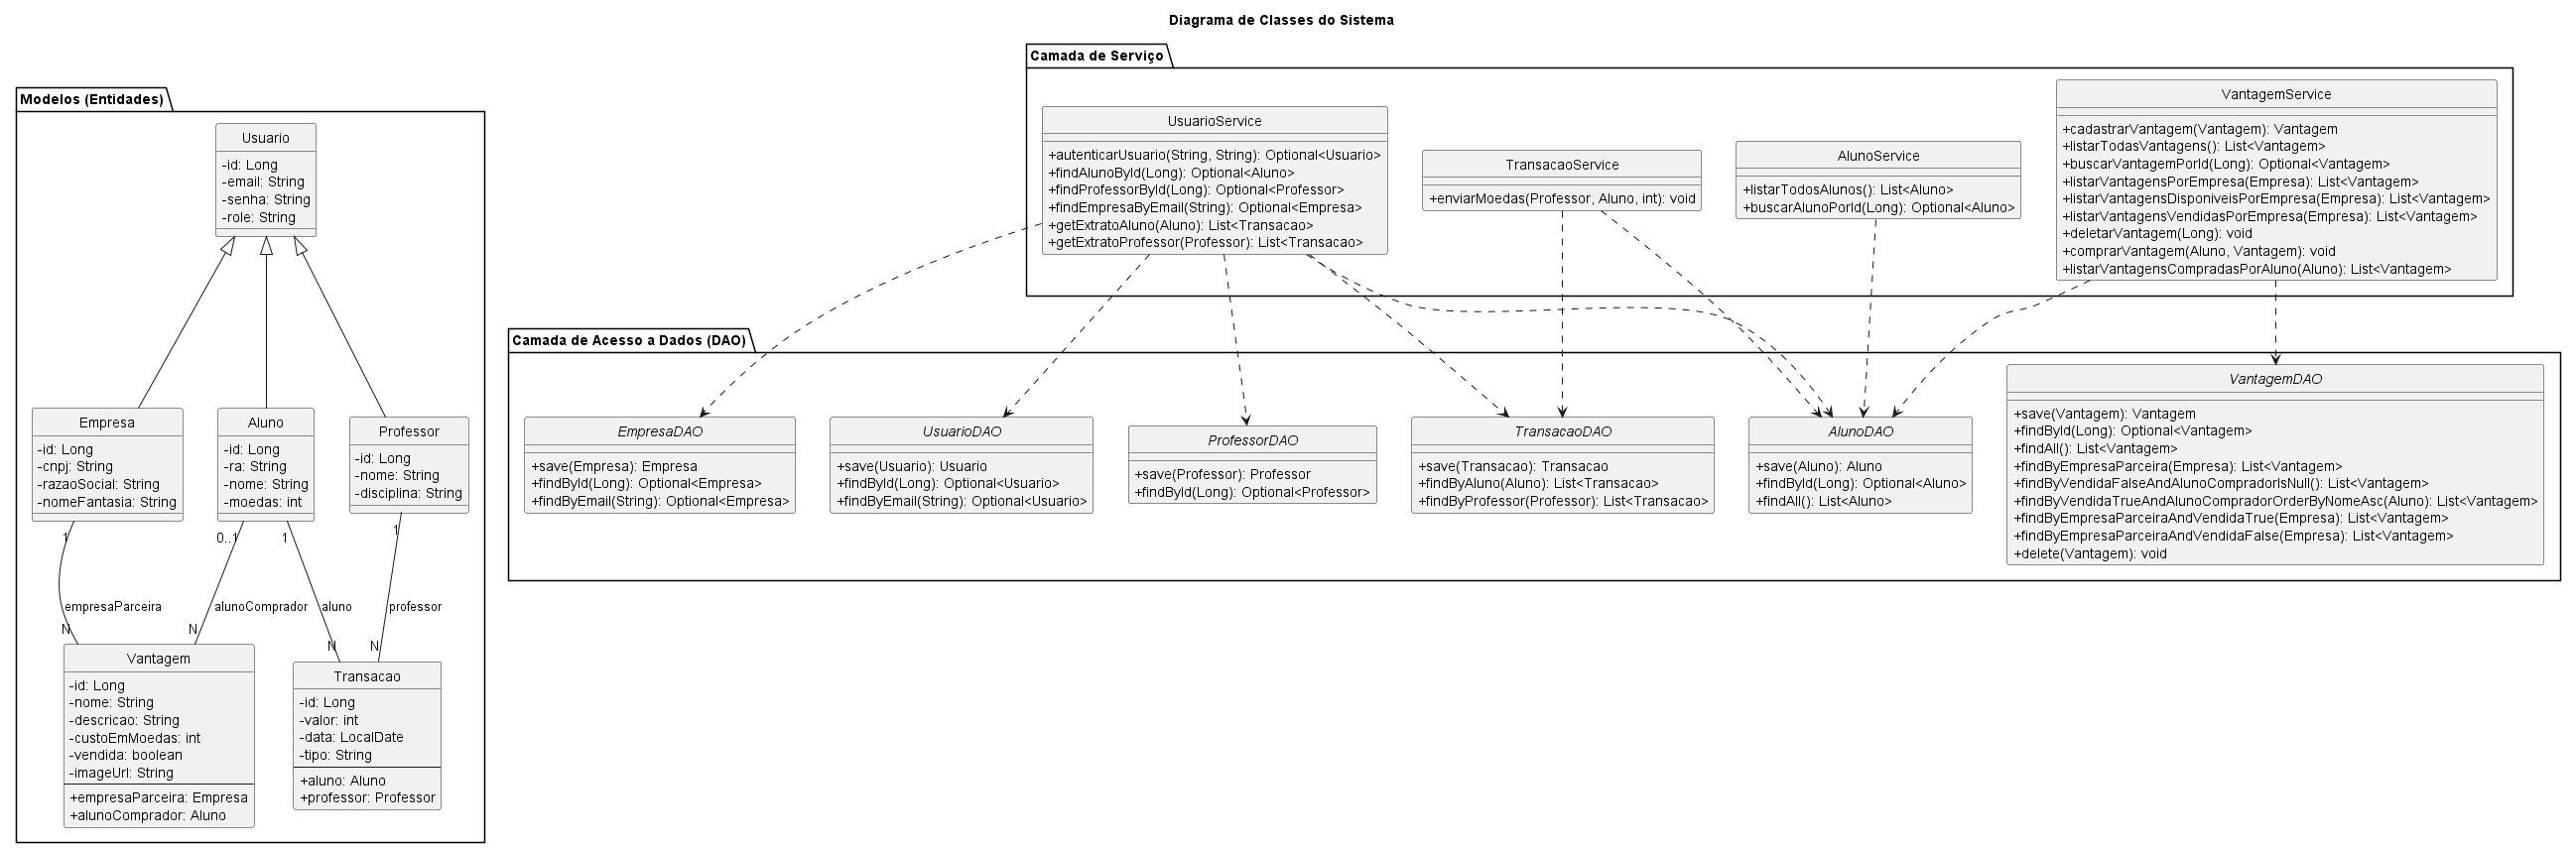 Diagrama de Classes do Sistema
Modelos (Entidades)
Usuario
-id: Long
-email: String
-senha: String
-role: String
Empresa
-id: Long
-cnpj: String
-razaoSocial: String
-nomeFantasia: String
Aluno
-id: Long
-ra: String
-nome: String
-moedas: int
Professor
-id: Long
-nome: String
-disciplina: String
1
0..1
1
1
empresaParceira
alunoComprador
aluno
professor
N
N
N
N
Vantagem
-id: Long
-nome: String
-descricao: String
-custoEmMoedas: int
-vendida: boolean
-imageUrl: String
+empresaParceira: Empresa
+alunoComprador: Aluno
Transacao
-id: Long
-valor: int
-data: LocalDate
-tipo: String
+aluno: Aluno
+professor: Professor
Camada de Serviço
UsuarioService
+autenticarUsuario(String, String): Optional<Usuario>
+findAlunoById(Long): Optional<Aluno>
+findProfessorById(Long): Optional<Professor>
+findEmpresaByEmail(String): Optional<Empresa>
+getExtratoAluno(Aluno): List<Transacao>
+getExtratoProfessor(Professor): List<Transacao>
TransacaoService
+enviarMoedas(Professor, Aluno, int): void
AlunoService
+listarTodosAlunos(): List<Aluno>
+buscarAlunoPorId(Long): Optional<Aluno>
VantagemService
+cadastrarVantagem(Vantagem): Vantagem
+listarTodasVantagens(): List<Vantagem>
+buscarVantagemPorId(Long): Optional<Vantagem>
+listarVantagensPorEmpresa(Empresa): List<Vantagem>
+listarVantagensDisponiveisPorEmpresa(Empresa): List<Vantagem>
+listarVantagensVendidasPorEmpresa(Empresa): List<Vantagem>
+deletarVantagem(Long): void
+comprarVantagem(Aluno, Vantagem): void
+listarVantagensCompradasPorAluno(Aluno): List<Vantagem>
Camada de Acesso a Dados (DAO)
EmpresaDAO
+save(Empresa): Empresa
+findById(Long): Optional<Empresa>
+findByEmail(String): Optional<Empresa>
UsuarioDAO
+save(Usuario): Usuario
+findById(Long): Optional<Usuario>
+findByEmail(String): Optional<Usuario>
ProfessorDAO
+save(Professor): Professor
+findById(Long): Optional<Professor>
TransacaoDAO
+save(Transacao): Transacao
+findByAluno(Aluno): List<Transacao>
+findByProfessor(Professor): List<Transacao>
AlunoDAO
+save(Aluno): Aluno
+findById(Long): Optional<Aluno>
+findAll(): List<Aluno>
VantagemDAO
+save(Vantagem): Vantagem
+findById(Long): Optional<Vantagem>
+findAll(): List<Vantagem>
+findByEmpresaParceira(Empresa): List<Vantagem>
+findByVendidaFalseAndAlunoCompradorIsNull(): List<Vantagem>
+findByVendidaTrueAndAlunoCompradorOrderByNomeAsc(Aluno): List<Vantagem>
+findByEmpresaParceiraAndVendidaTrue(Empresa): List<Vantagem>
+findByEmpresaParceiraAndVendidaFalse(Empresa): List<Vantagem>
+delete(Vantagem): void